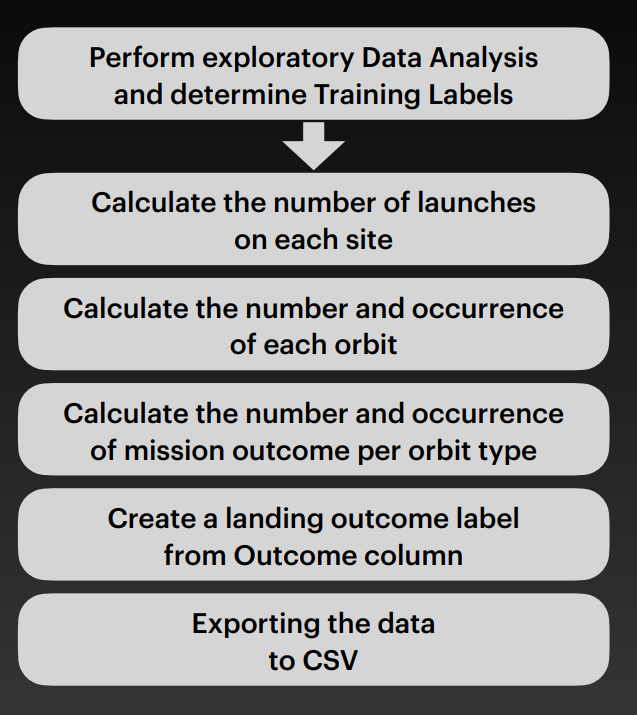 Perform exploratory Data Analysis
and determine Training Labels
Calculate the number of launches
on each site
Calculate the number and occurrence
of each orbit
Calculate the number and occurrence
of mission outcome per orbit type
Create a landing outcome label
from Outcome column
Exporting the data
to CSV